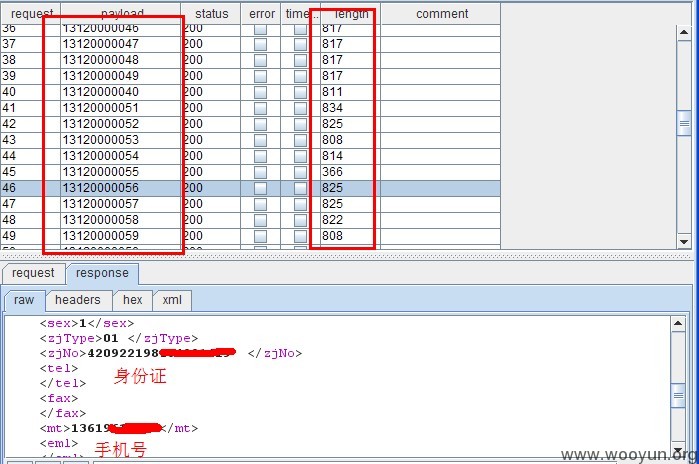 request payload status error time... length comment
36 13120000046 200 817
37 13120000047 200 817
38 13120000048 200 817
39 13120000049 200 817
40 13120000040 200 811
41 13120000051 200 834
42 13120000052 200 825
43 13120000053 200 808
44 13120000054 200 814
45 13120000055 200 366
46 13120000056 200 825
47 13120000057 200 825
48 13120000058 200 822
49 13120000059 200 808
request response
raw headers hex xml
<sex>1</sex>
<zjType>01 </zjType>
<zjNo>420922198 </zjNo>
<tel>
</tel> 身份证
<fax>
</fax>
<mt>13619 </mt>
<eml> 手机号
www.wooyun.org